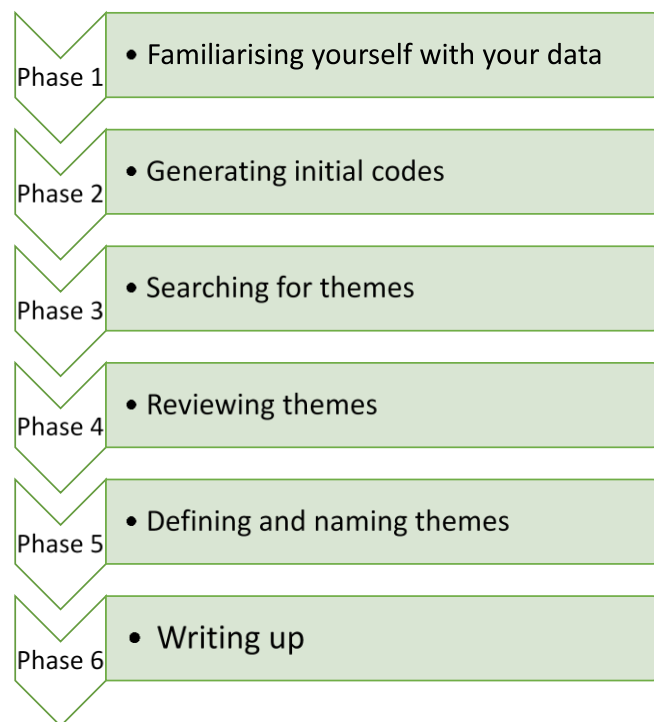 Phase 1
• Familiarising yourself with your data
Phase 2
• Generating initial codes
Phase 3
• Searching for themes
Phase 4
• Reviewing themes
Phase 5
• Defining and naming themes
Phase 6
• Writing up